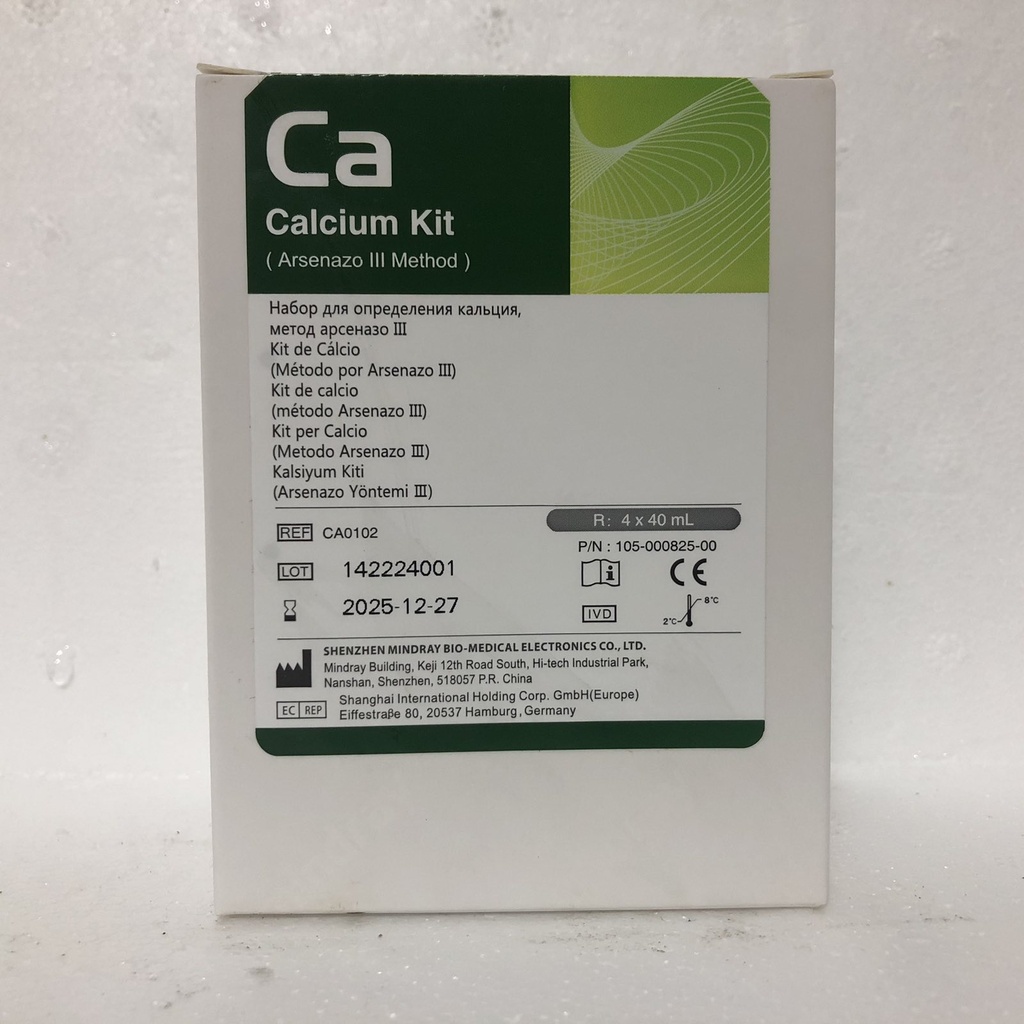 Ca
Calcium Kit
( Arsenazo III Method )
Набор для определения кальция,
метод арсеназо III
Kit de Cálcio
(Método por Arsenazo III)
Kit de calcio
(método Arsenazo III)
Kit per Calcio
(Metodo Arsenazo III)
Kalsiyum Kiti
(Arsenazo Yöntemi III)
R: 4 x 40 mL
REF CA0102
P/N : 105-000825-00
LOT 142224001
CE
2025-12-27
IVD
2°C 8°C
SHENZHEN MINDRAY BIO-MEDICAL ELECTRONICS CO., LTD.
Mindray Building, Keji 12th Road South, Hi-tech Industrial Park,
Nanshan, Shenzhen, 518057 P.R. China
EC REP
Shanghai International Holding Corp. GmbH(Europe)
Eiffestraβe 80, 20537 Hamburg, Germany